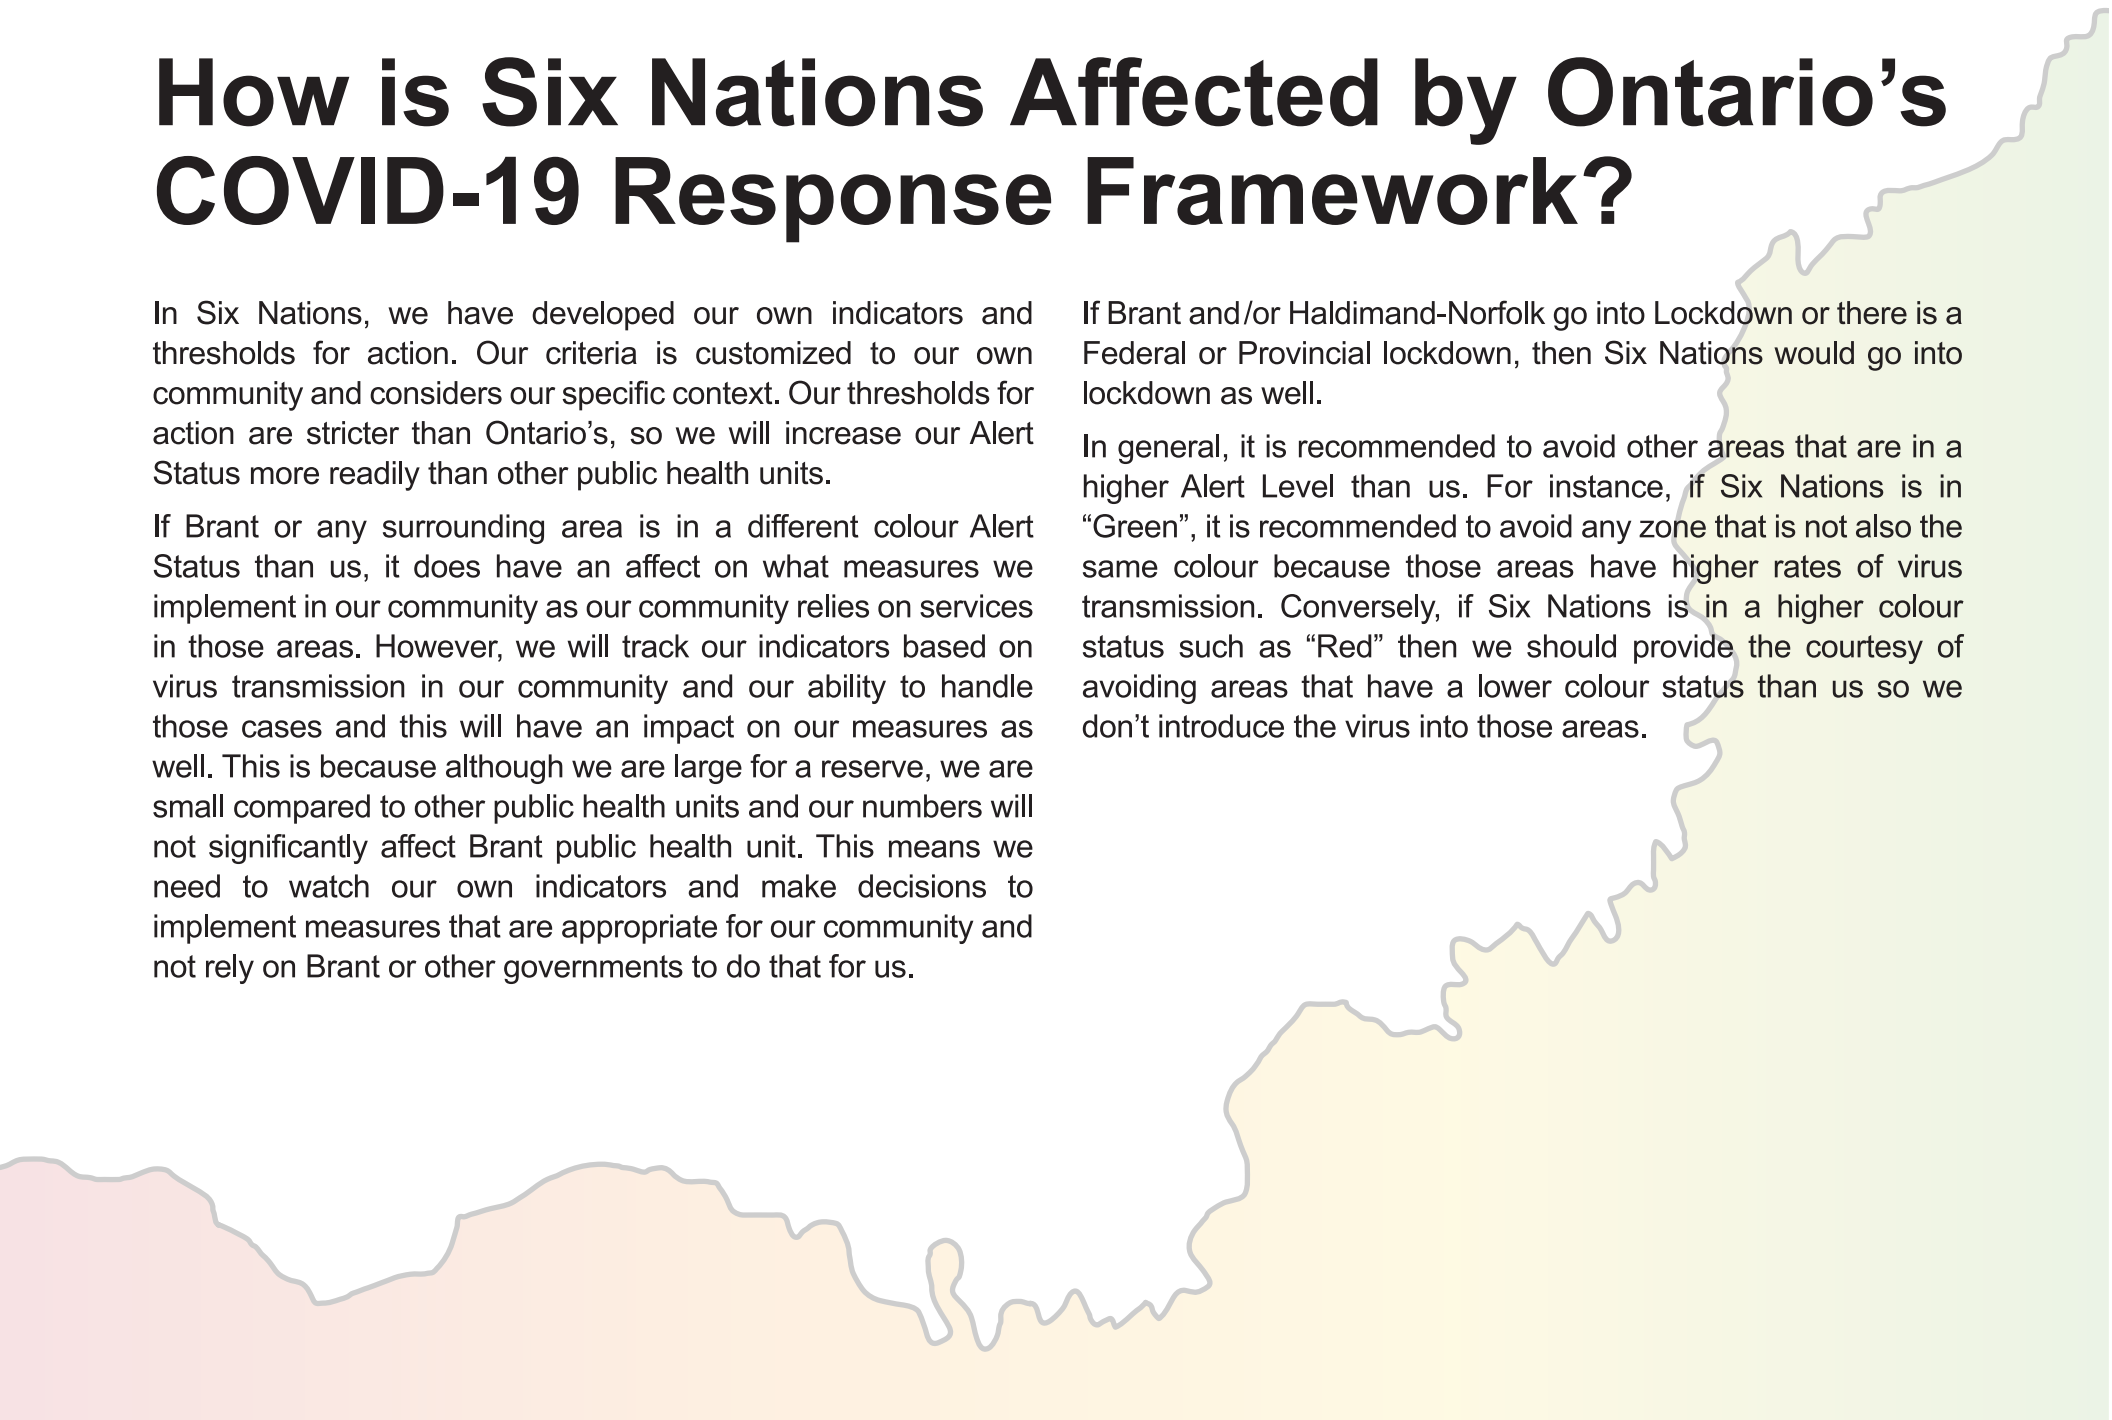 How is Six Nations Affected by Ontario’s
COVID-19 Response Framework?
In Six Nations, we have developed our own indicators and
thresholds for action. Our criteria is customized to our own
community and considers our specific context. Our thresholds for
action are stricter than Ontario’s, so we will increase our Alert
Status more readily than other public health units.
If Brant or any surrounding area is in a different colour Alert
Status than us, it does have an affect on what measures we
implement in our community as our community relies on services
in those areas. However, we will track our indicators based on
virus transmission in our community and our ability to handle
those cases and this will have an impact on our measures as
well. This is because although we are large for a reserve, we are
small compared to other public health units and our numbers will
not significantly affect Brant public health unit. This means we
need to watch our own indicators and make decisions to
implement measures that are appropriate for our community and
not rely on Brant or other governments to do that for us.
If Brant and/or Haldimand-Norfolk go into Lockdown or there is a
Federal or Provincial lockdown, then Six Nations would go into
lockdown as well.
In general, it is recommended to avoid other areas that are in a
higher Alert Level than us. For instance, if Six Nations is in
“Green”, it is recommended to avoid any zone that is not also the
same colour because those areas have higher rates of virus
transmission. Conversely, if Six Nations is in a higher colour
status such as “Red” then we should provide the courtesy of
avoiding areas that have a lower colour status than us so we
don’t introduce the virus into those areas.